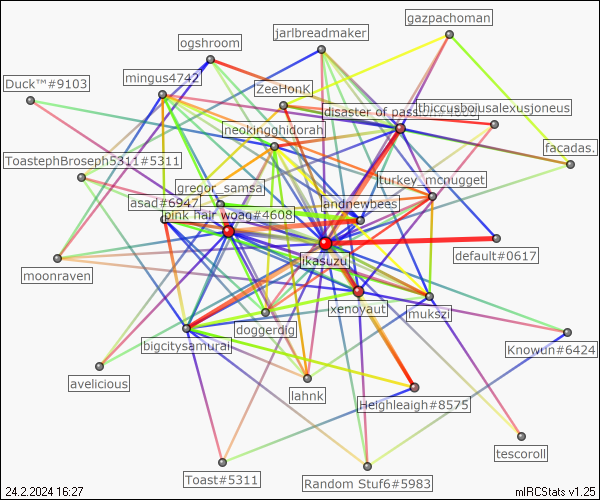 gazpachoman
jarlbreadmaker
ogshroom
mingus4742
Duck™#9103
ZeeHonK
thiccusboiusalexusjoneus
disaster of passion
neokingghidorah
facadas.
ToastephBroseph5311#5311
turkey_mcnugget
gregor_samsa
asad#6947
andnewbees
pink hair woag#4608
default#0617
ikasuzu
moonraven
xenoyaut
mukszi
doggerdig
bigcitysamurai
Knowun#6424
avelicious
lahnk
Heighleaigh#8575
tescoroll
Toast#5311
Random Stuf6#5983
24.2.2024 16:27
mIRCStats v1.25